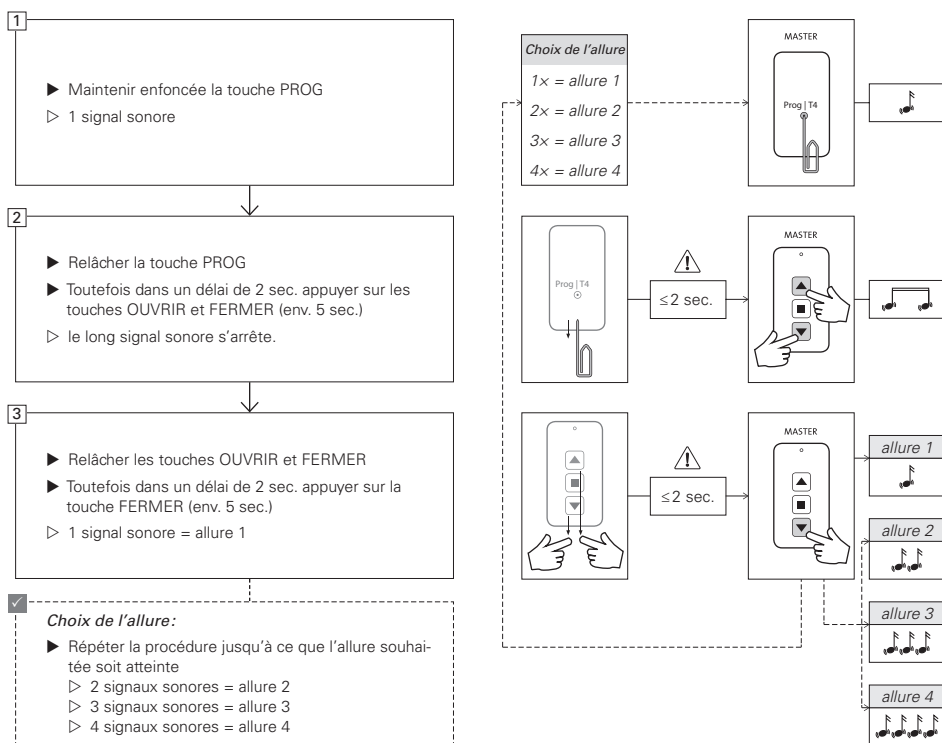 1
▶ Maintenir enfoncée la touche PROG
▷ 1 signal sonore
2
▶ Relâcher la touche PROG
▶ Toutefois dans un délai de 2 sec. appuyer sur les
touches OUVRIR et FERMER (env. 5 sec.)
▷ le long signal sonore s'arrête.
3
▶ Relâcher les touches OUVRIR et FERMER
▶ Toutefois dans un délai de 2 sec. appuyer sur la
touche FERMER (env. 5 sec.)
▷ 1 signal sonore = allure 1
Choix de l'allure:
▶ Répéter la procédure jusqu'à ce que l'allure souhai-
tée soit atteinte
▷ 2 signaux sonores = allure 2
▷ 3 signaux sonores = allure 3
▷ 4 signaux sonores = allure 4
Choix de l'allure
1× = allure 1
2× = allure 2
3× = allure 3
4× = allure 4
MASTER
Prog | T4
Prog | T4
≤2 sec.
MASTER
≤2 sec.
MASTER
allure 1
allure 2
allure 3
allure 4